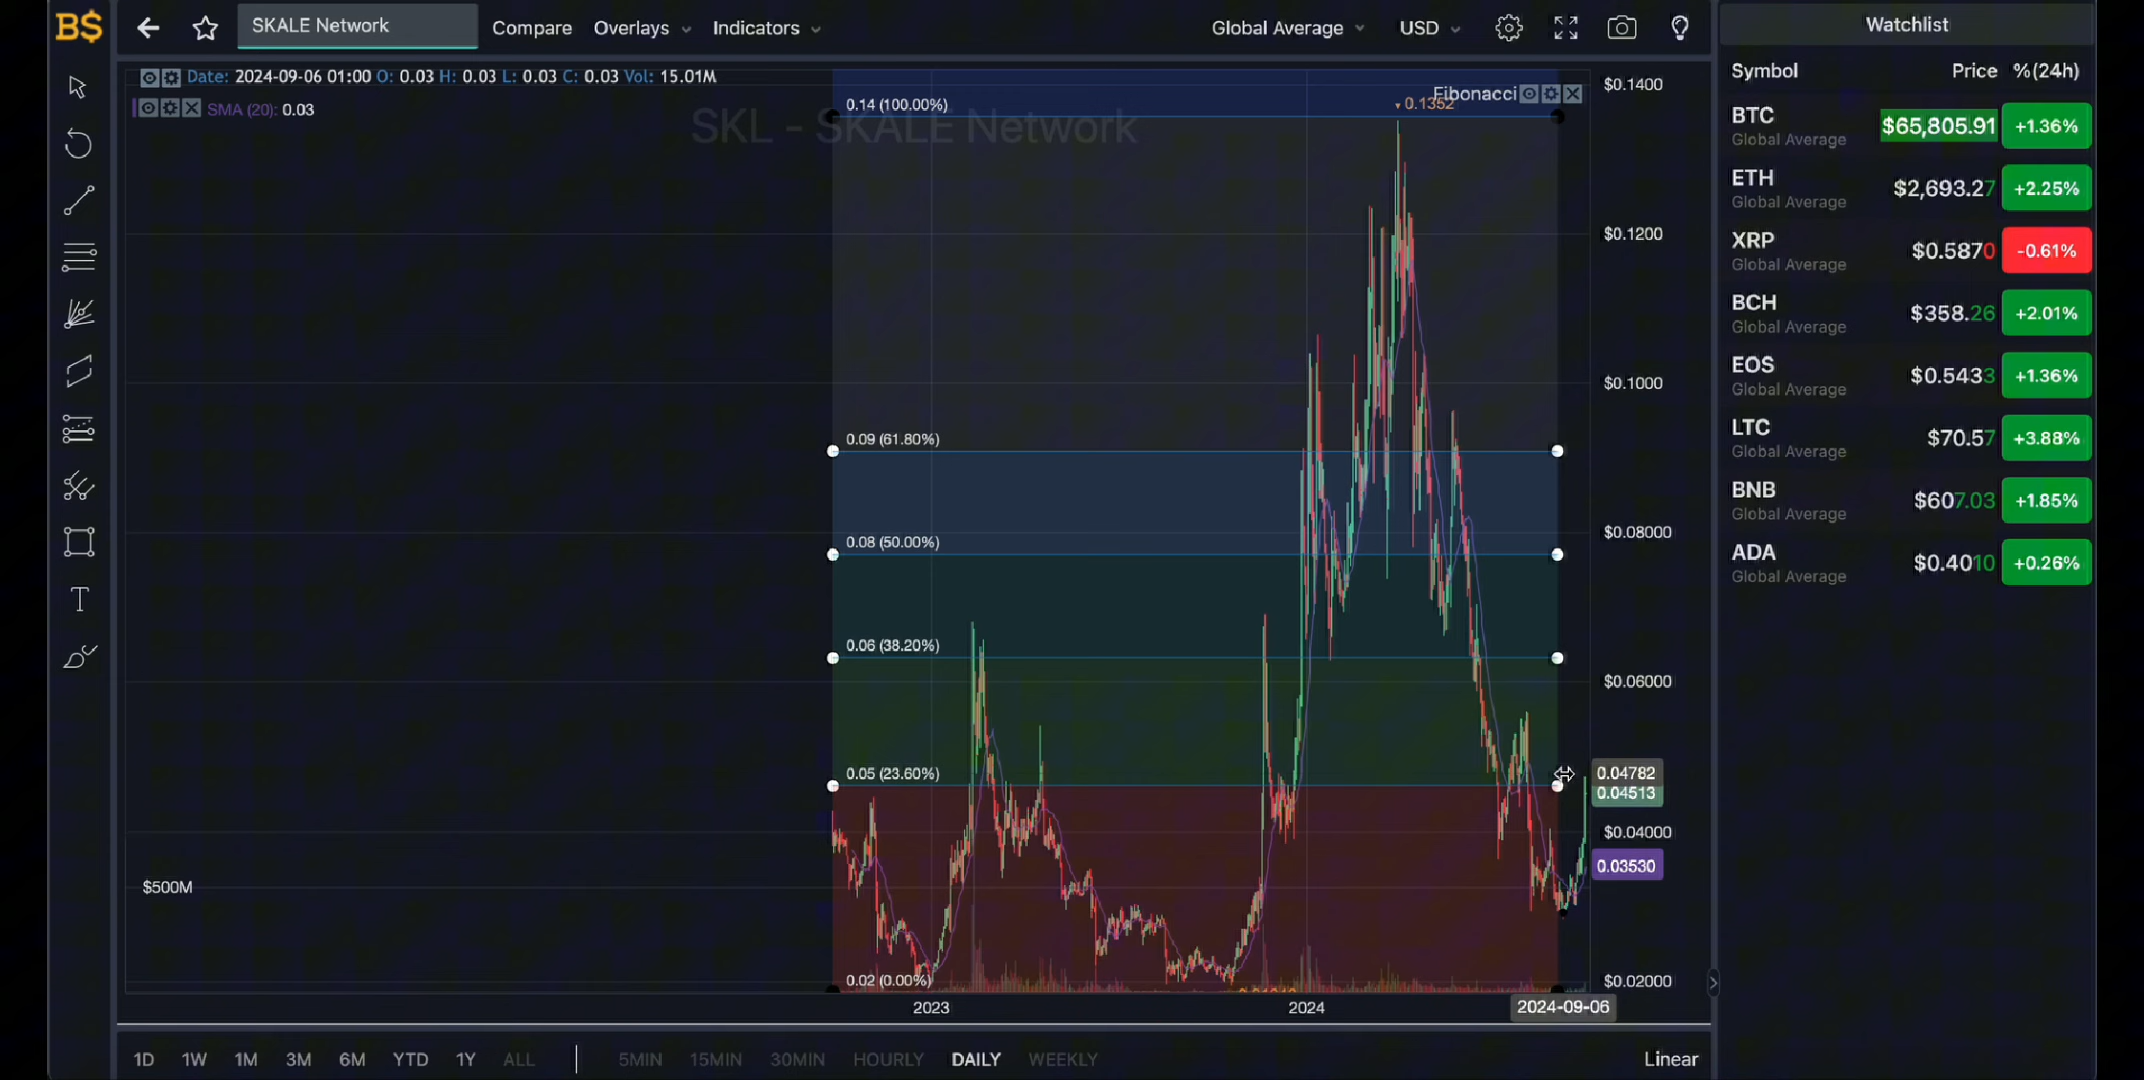 B$
SKALE Network
Compare
Overlays
Indicators
Global Average
USD
Watchlist
Symbol Price %(24h)
Date: 2024-09-06 01:00 O: 0.03 H: 0.03 L: 0.03 C: 0.03 Vol: 15.01M
SMA (20): 0.03
SKL - SKALE Network
Fibonacci
0.1352
0.14 (100.00%)
0.09 (61.80%)
0.08 (50.00%)
0.06 (38.20%)
0.05 (23.60%)
0.02 (0.00%)
$0.1400
$0.1200
$0.1000
$0.08000
$0.06000
0.04782
0.04513
$0.04000
0.03530
$0.02000
$500M
2023
2024
2024-09-06
1D 1W 1M 3M 6M YTD 1Y ALL
5MIN 15MIN 30MIN HOURLY DAILY WEEKLY
Linear
BTC $65,805.91 +1.36%
Global Average
ETH $2,693.27 +2.25%
Global Average
XRP $0.5870 -0.61%
Global Average
BCH $358.26 +2.01%
Global Average
EOS $0.5433 +1.36%
Global Average
LTC $70.57 +3.88%
Global Average
BNB $607.03 +1.85%
Global Average
ADA $0.4010 +0.26%
Global Average